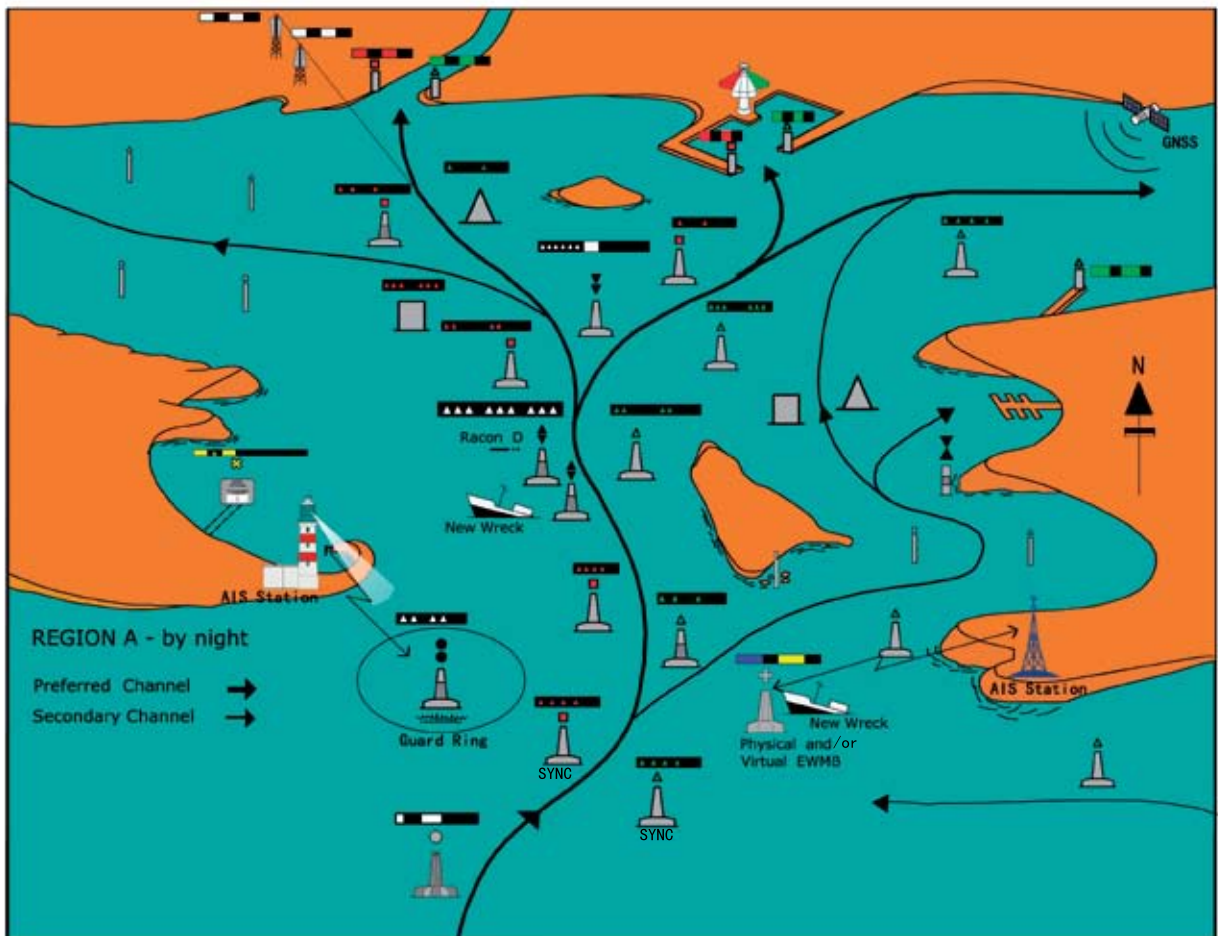 GNSS
N
Racon D
New Wreck
AIS Station
REGION A - by night
Preferred Channel
Secondary Channel
Guard Ring
SYNC
SYNC
AIS Station
New Wreck
Physical and/or
Virtual EWMB